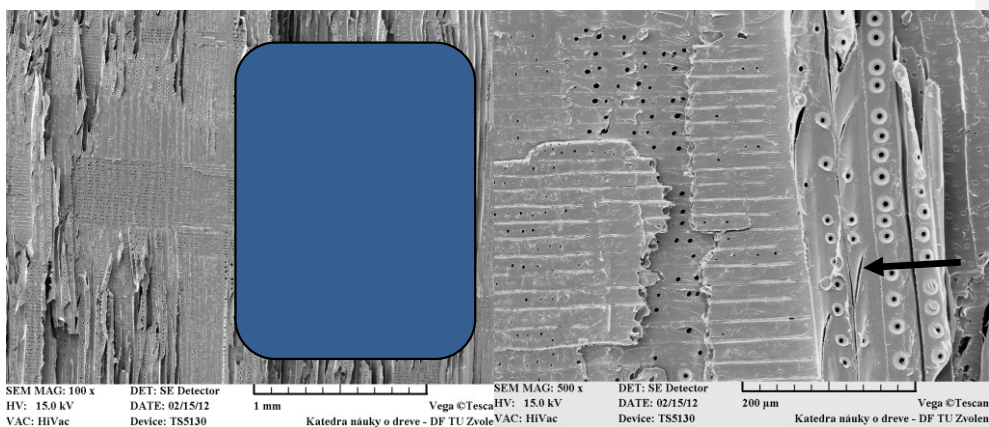 SEM MAG: 100 x DET: SE Detector
HV: 15.0 kV DATE: 02/15/12 1 mm Vega ©Tesca
VAC: HiVac Device: TS5130 Katedra náuky o dreve - DF TU Zvole
SEM MAG: 500 x DET: SE Detector
HV: 15.0 kV DATE: 02/15/12 200 µm Vega ©Tescan
VAC: HiVac Device: TS5130 Katedra náuky o dreve - DF TU Zvolen